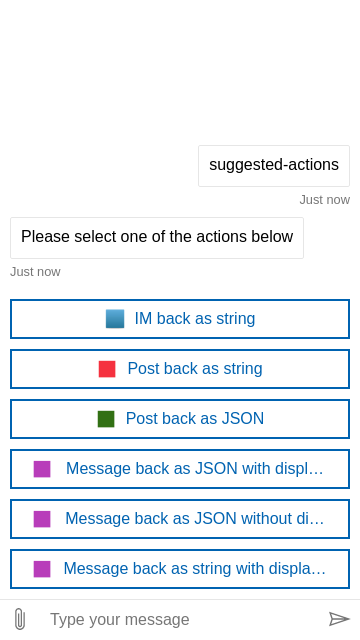 suggested-actions
Just now
Please select one of the actions below
Just now
IM back as string
Post back as string
Post back as JSON
Message back as JSON with displ…
Message back as JSON without di…
Message back as string with displa…
Type your message